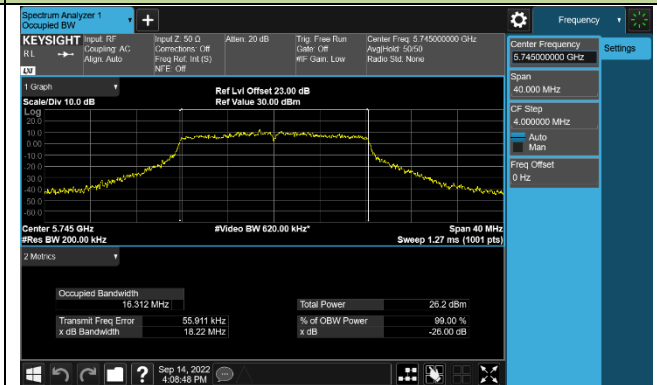 Spectrum Analyzer 1
Occupied BW
Frequency
KEYSIGHT
RL
LXI
Input: RF
Coupling: AC
Align: Auto
Input Z: 50 Ω
Corrections: Off
Freq Ref: Int (S)
NFE: Off
Atten: 20 dB
Trig: Free Run
Gate: Off
#IF Gain: Low
Center Freq: 5.745000000 GHz
Avg|Hold: 50/50
Radio Std: None
Center Frequency
5.745000000 GHz
Settings
Span
40.000 MHz
CF Step
4.000000 MHz
Auto
Man
Freq Offset
0 Hz
1 Graph
Scale/Div 10.0 dB
Ref Lvl Offset 23.00 dB
Ref Value 30.00 dBm
Log
20.0
10.0
0.00
-10.0
-20.0
-30.0
-40.0
-50.0
-60.0
Center 5.745 GHz
#Res BW 200.00 kHz
#Video BW 620.00 kHz*
Span 40 MHz
Sweep 1.27 ms (1001 pts)
2 Metrics
Occupied Bandwidth
16.312 MHz
Total Power 26.2 dBm
Transmit Freq Error 55.911 kHz
% of OBW Power 99.00 %
x dB Bandwidth 18.22 MHz
x dB -26.00 dB
?
Sep 14, 2022
4:08:48 PM